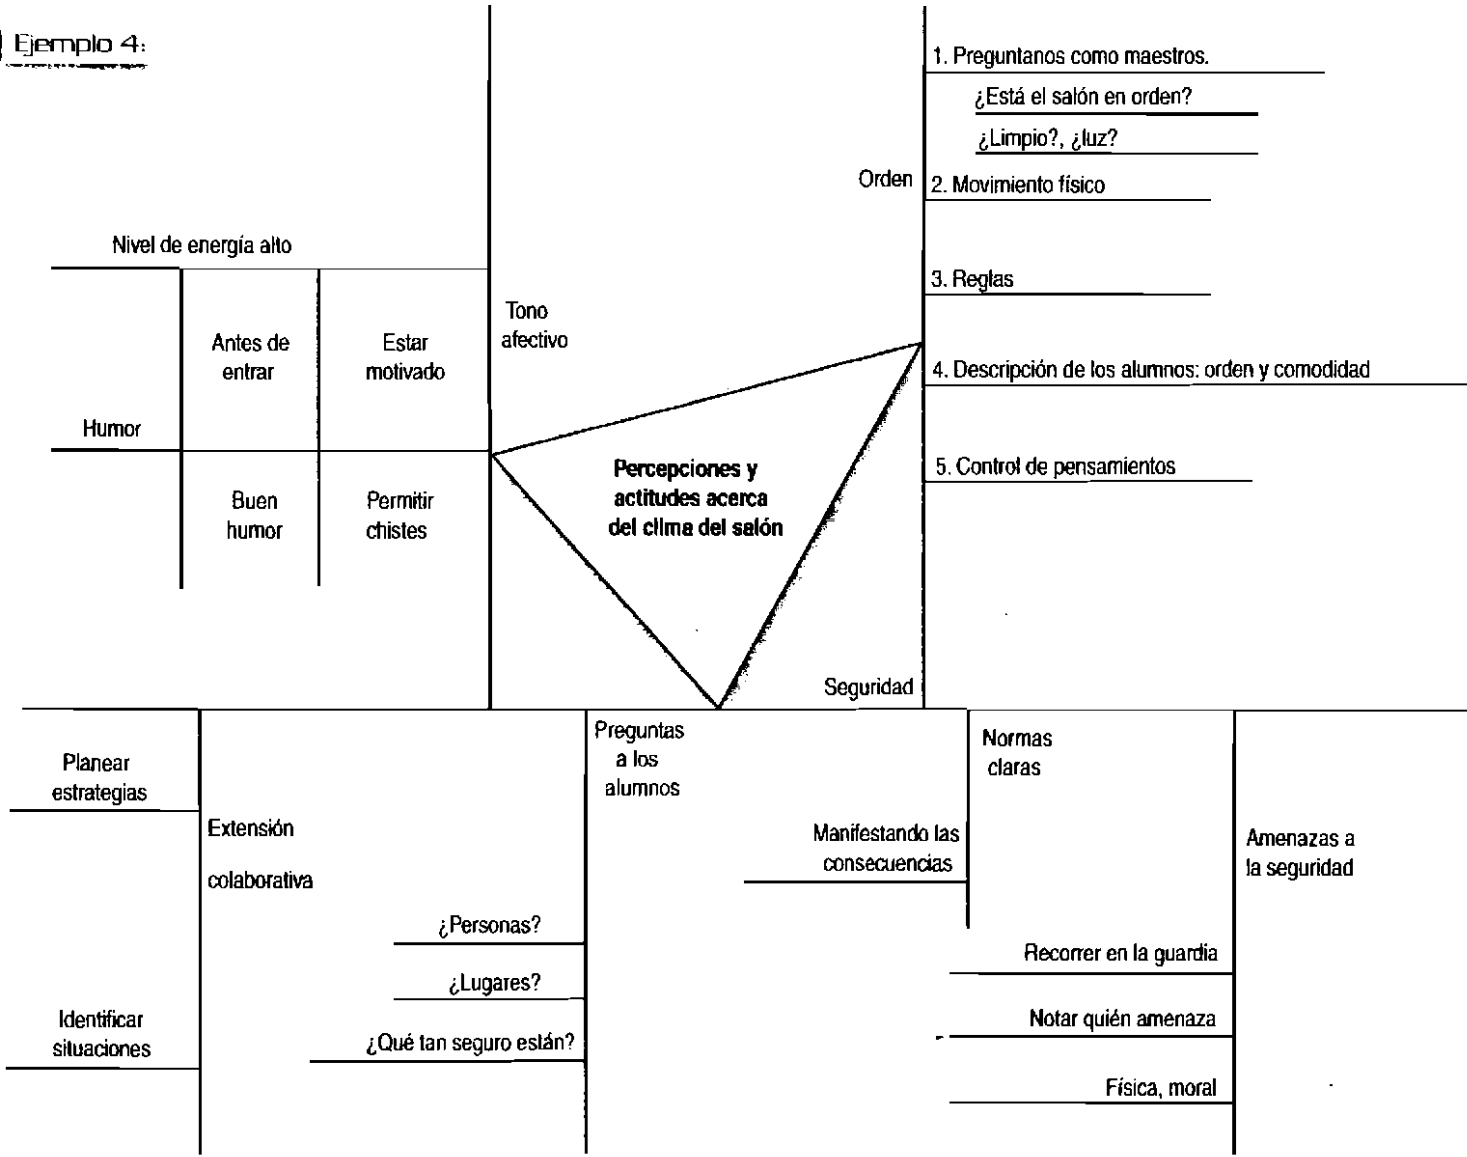 Ejemplo 4:
1. Preguntanos como maestros.
¿Está el salón en orden?
¿Limpio?, ¿luz?
Orden
2. Movimiento físico
3. Reglas
4. Descripción de los alumnos: orden y comodidad
5. Control de pensamientos
Nivel de energía alto
Tono
afectivo
Antes de
entrar
Estar
motivado
Humor
Buen
humor
Permitir
chistes
Percepciones y
actitudes acerca
del clima del salón
Seguridad
Planear
estrategias
Extensión
colaborativa
Identificar
situaciones
Preguntas
a los
alumnos
¿Personas?
¿Lugares?
¿Qué tan seguro están?
Normas
claras
Manifestando las
consecuencias
Amenazas a
la seguridad
Recorrer en la guardia
Notar quién amenaza
Física, moral